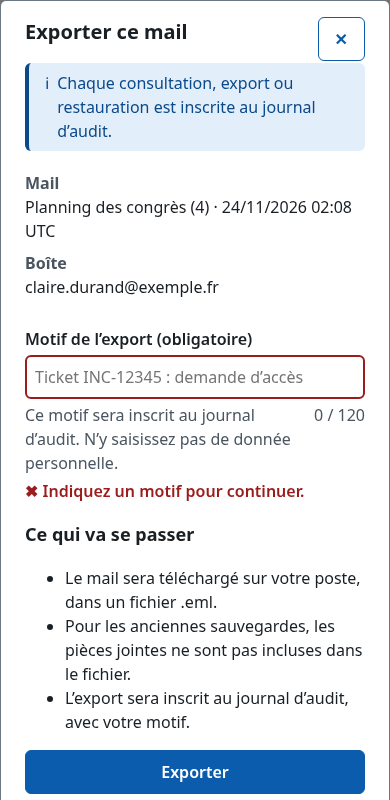 Exporter ce mail
×
i Chaque consultation, export ou
restauration est inscrite au journal
d’audit.
Mail
Planning des congrès (4) · 24/11/2026 02:08
UTC
Boîte
claire.durand@exemple.fr
Motif de l’export (obligatoire)
Ticket INC-12345 : demande d’accès
Ce motif sera inscrit au journal 0 / 120
d’audit. N’y saisissez pas de donnée
personnelle.
✖ Indiquez un motif pour continuer.
Ce qui va se passer
• Le mail sera téléchargé sur votre poste,
dans un fichier .eml.
• Pour les anciennes sauvegardes, les
pièces jointes ne sont pas incluses dans
le fichier.
• L’export sera inscrit au journal d’audit,
avec votre motif.
Exporter